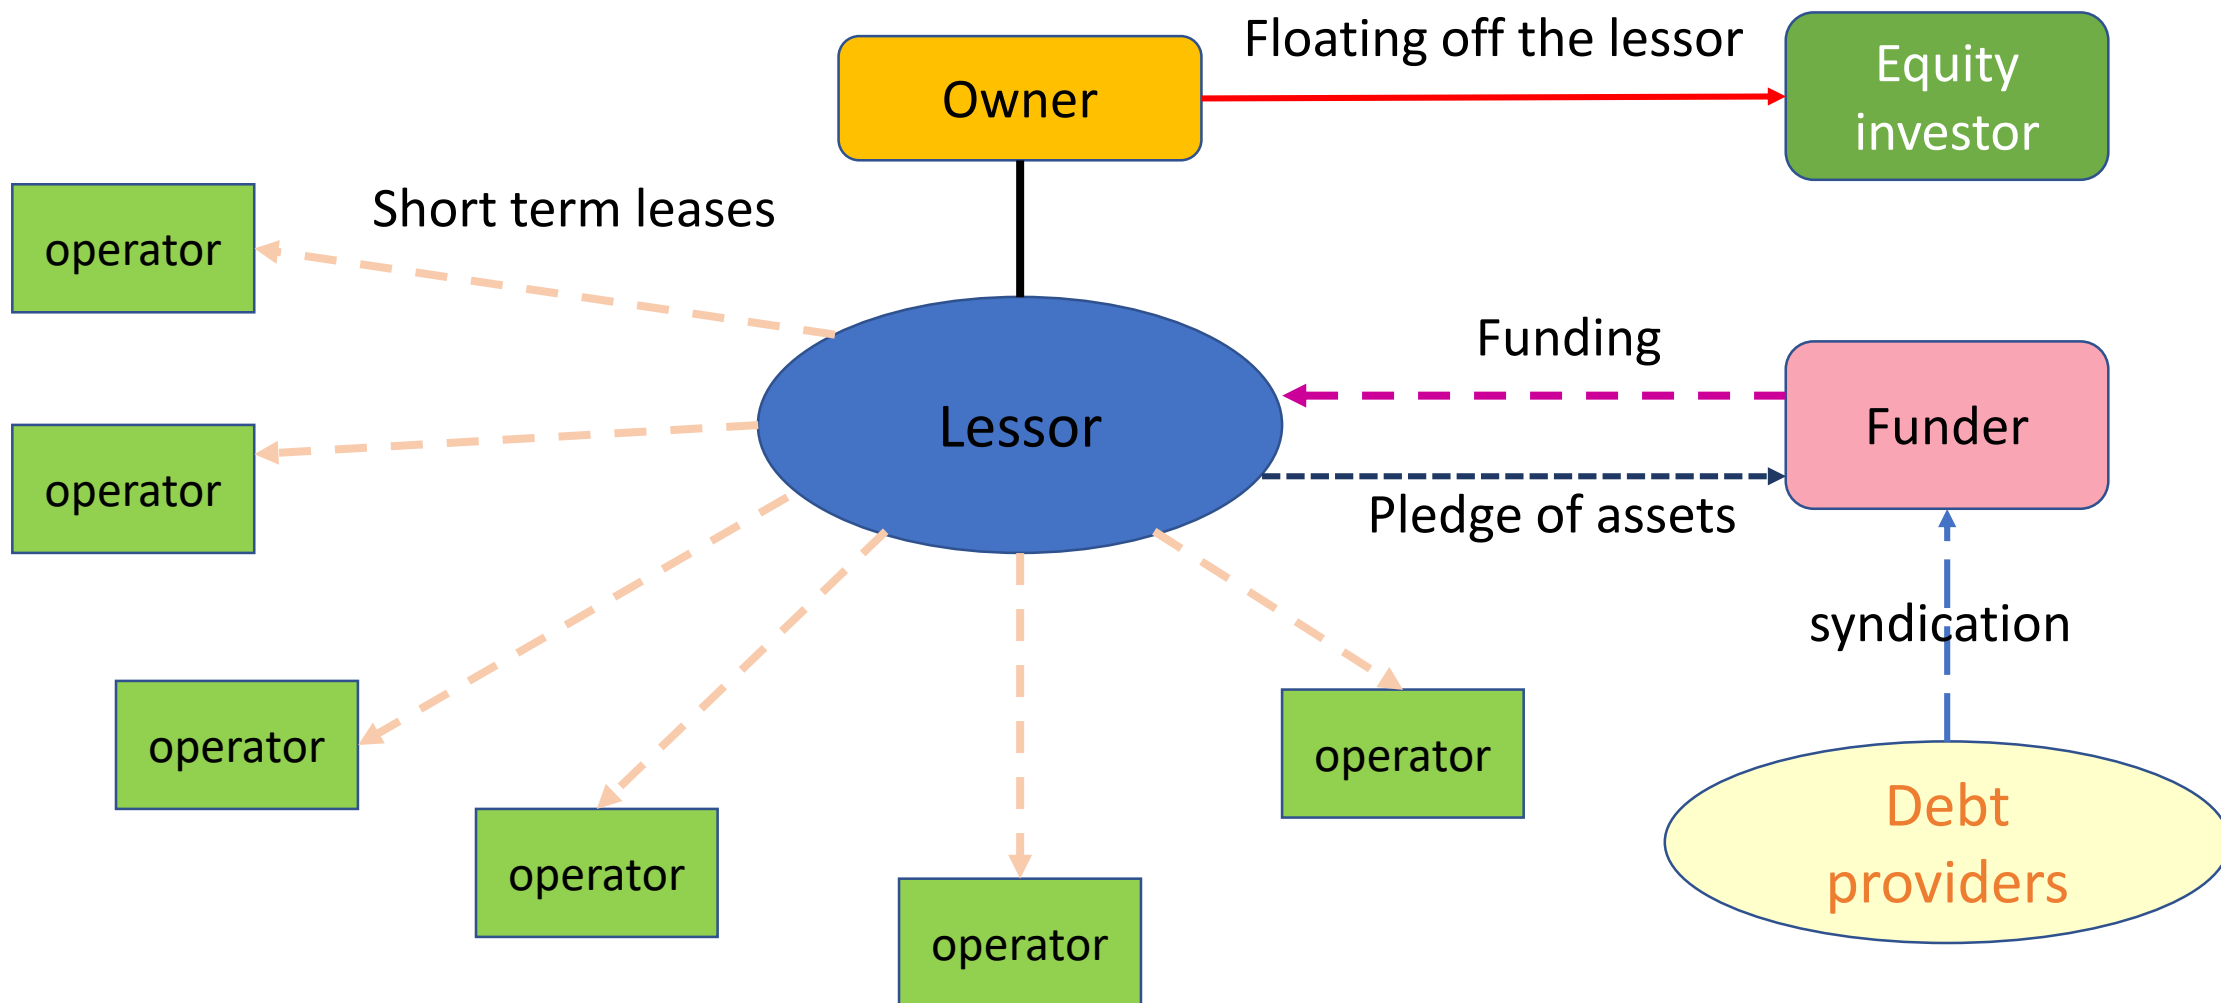 Floating off the lessor
Owner
Equity
investor
Short term leases
operator
Funding
Lessor
Funder
operator
Pledge of assets
syndication
operator
operator
Debt
providers
operator
operator